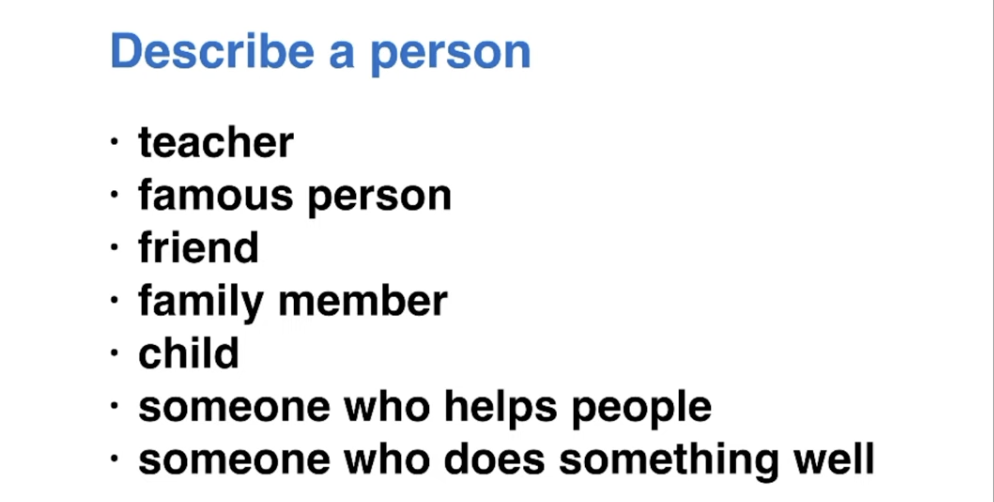 Describe a person
· teacher
· famous person
· friend
· family member
· child
· someone who helps people
· someone who does something well